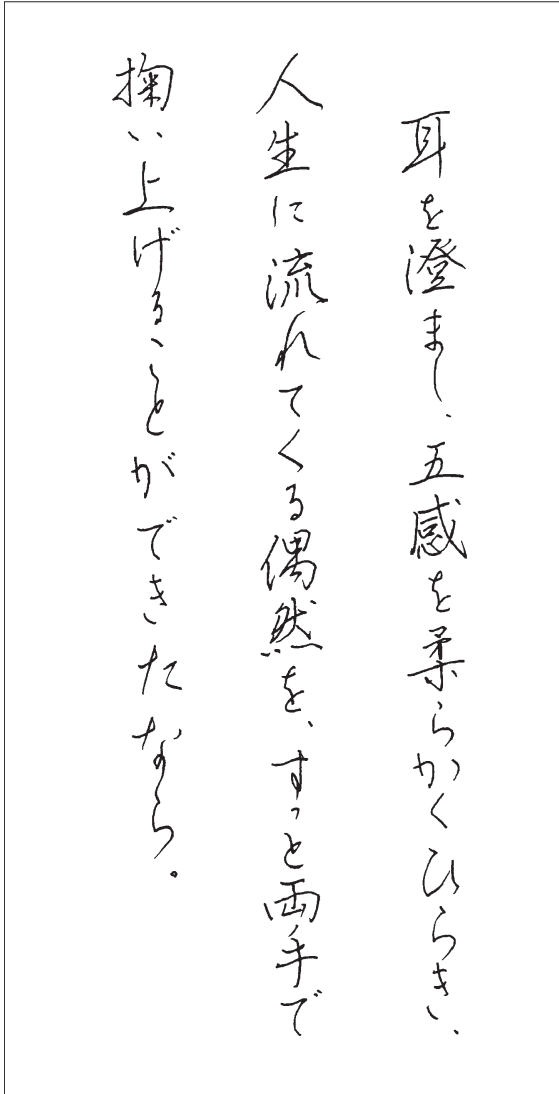 耳を澄まし、五感を柔らかくひらき、
人生に流れてくる偶然を、すっと両手で
掬い上げることができたなら。